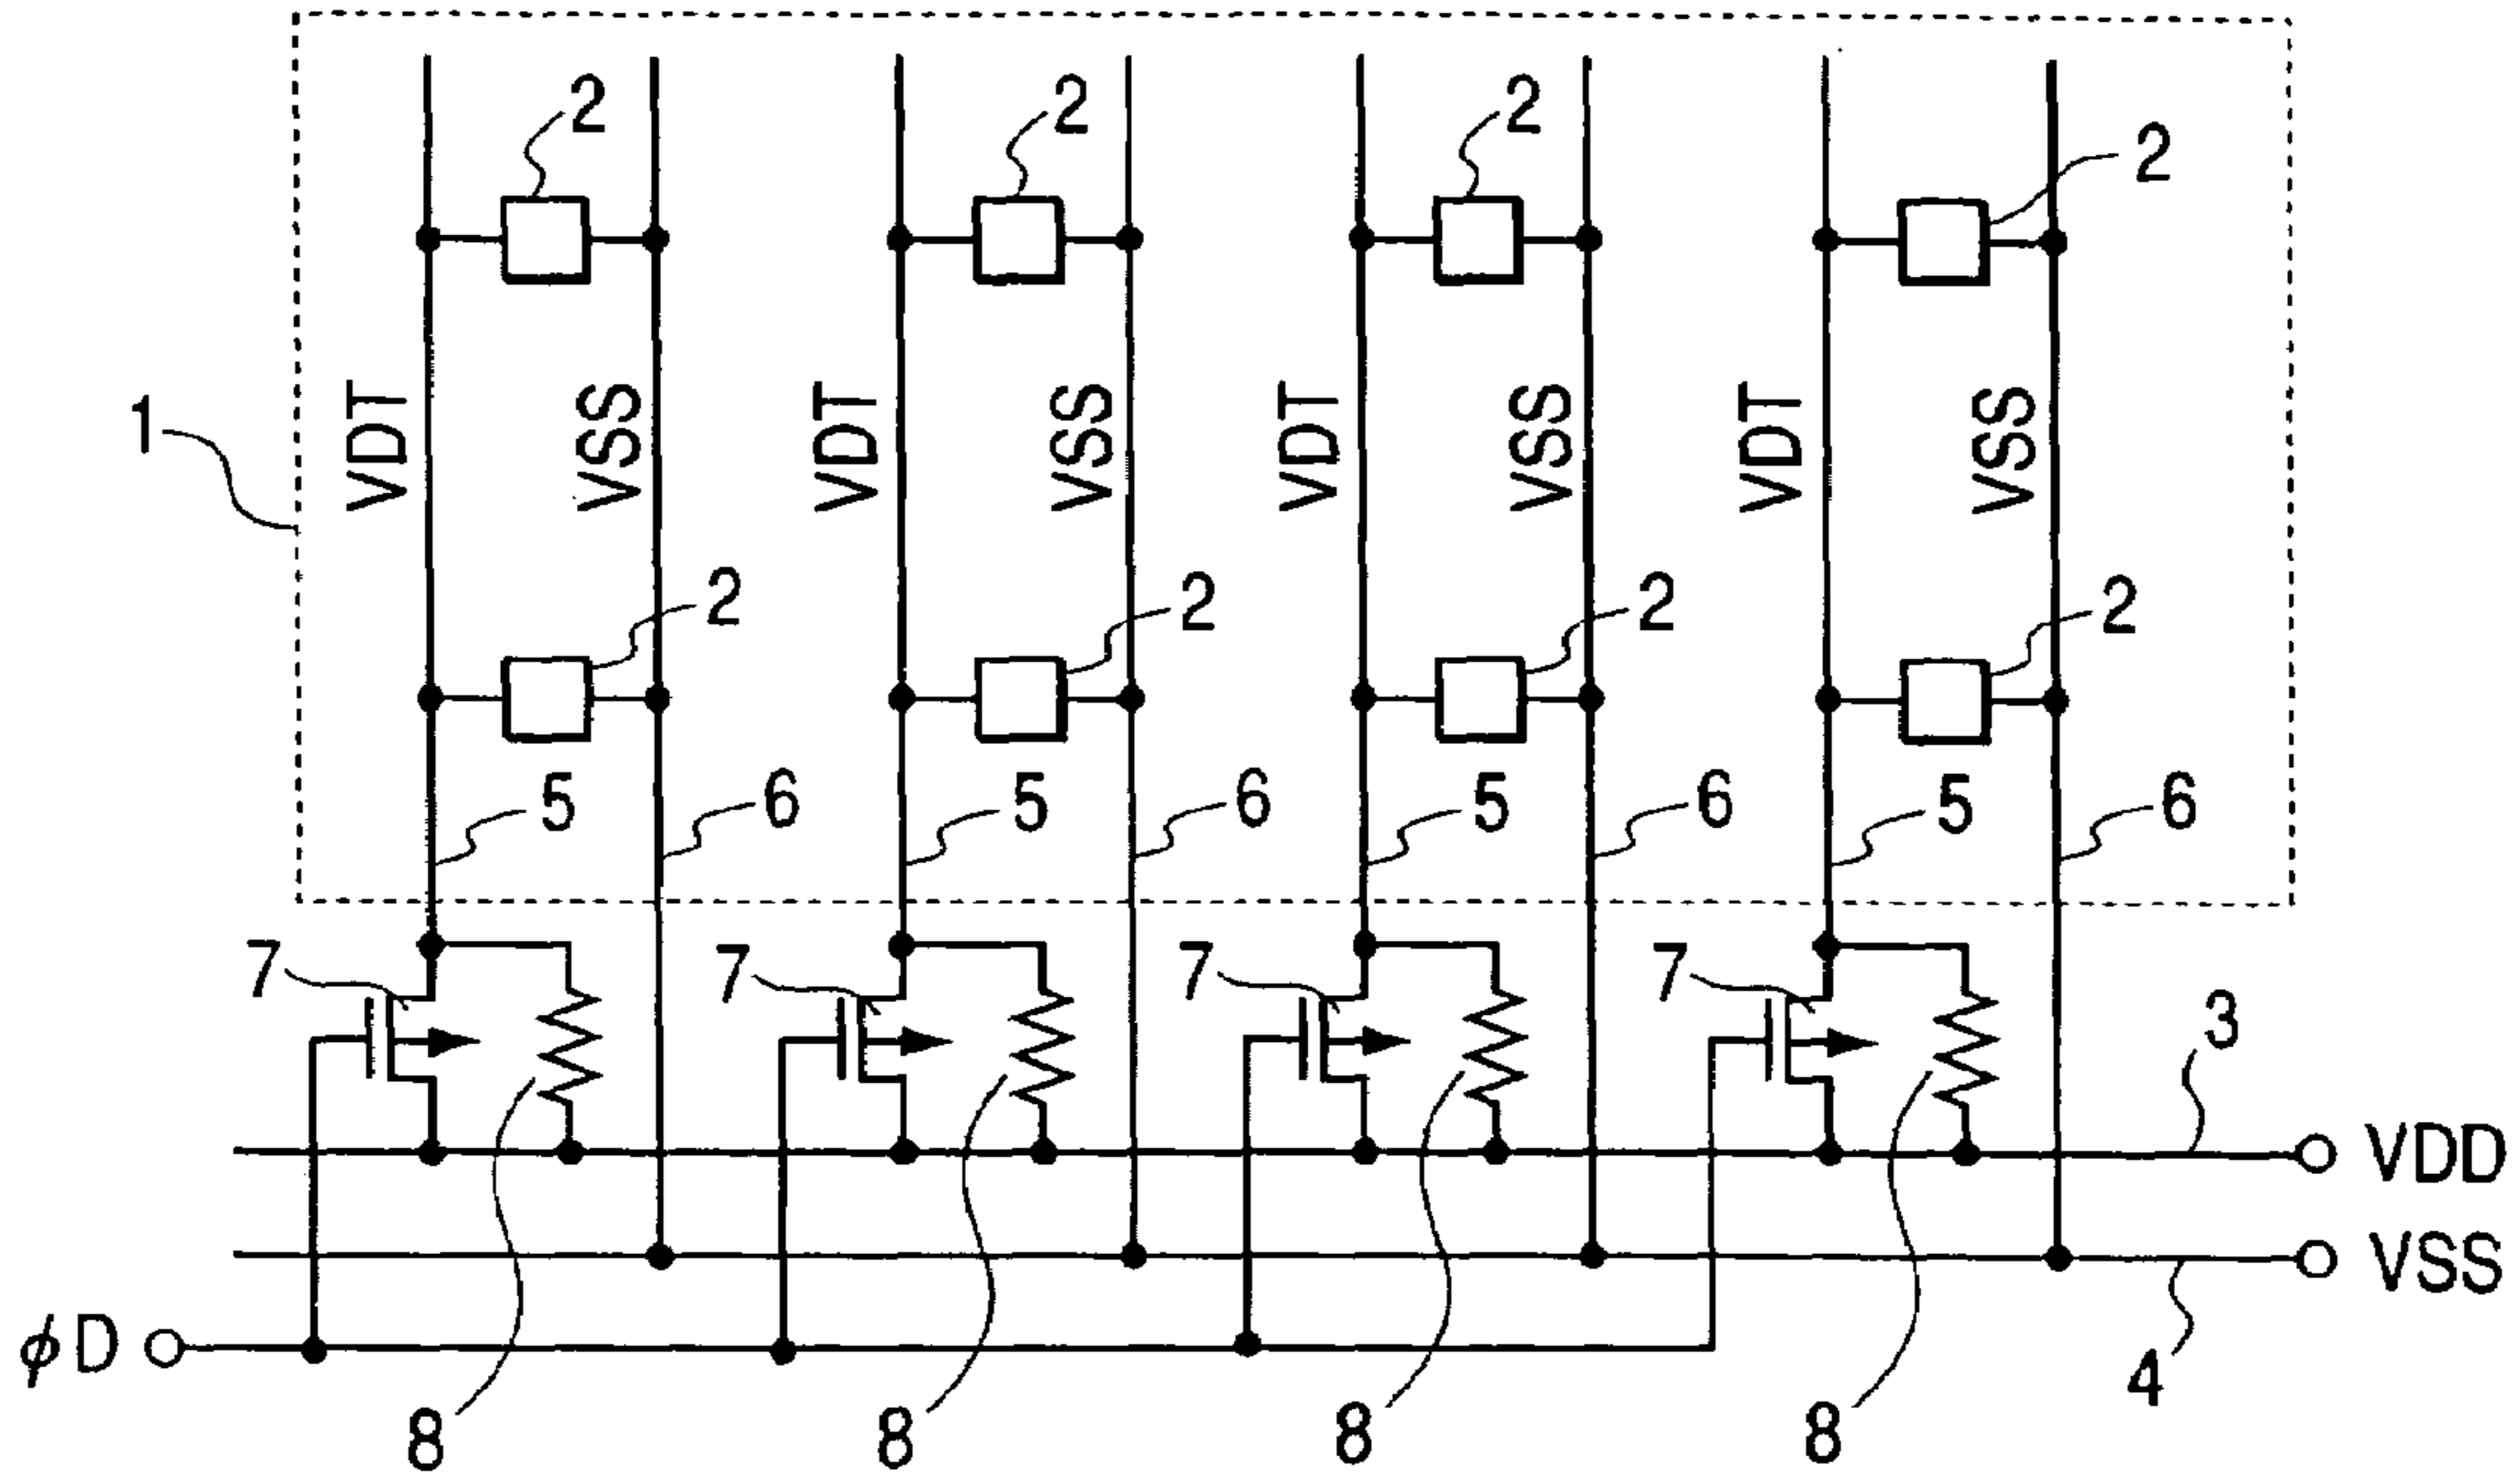 2 2 2 2
1
VDT VSS VDT VSS VDT VSS VDT VSS
2 2 2 2
5 6 5 6 5 6 5 6
7 7 7 7
3
VDD
VSS
φD
4
8 8 8 8